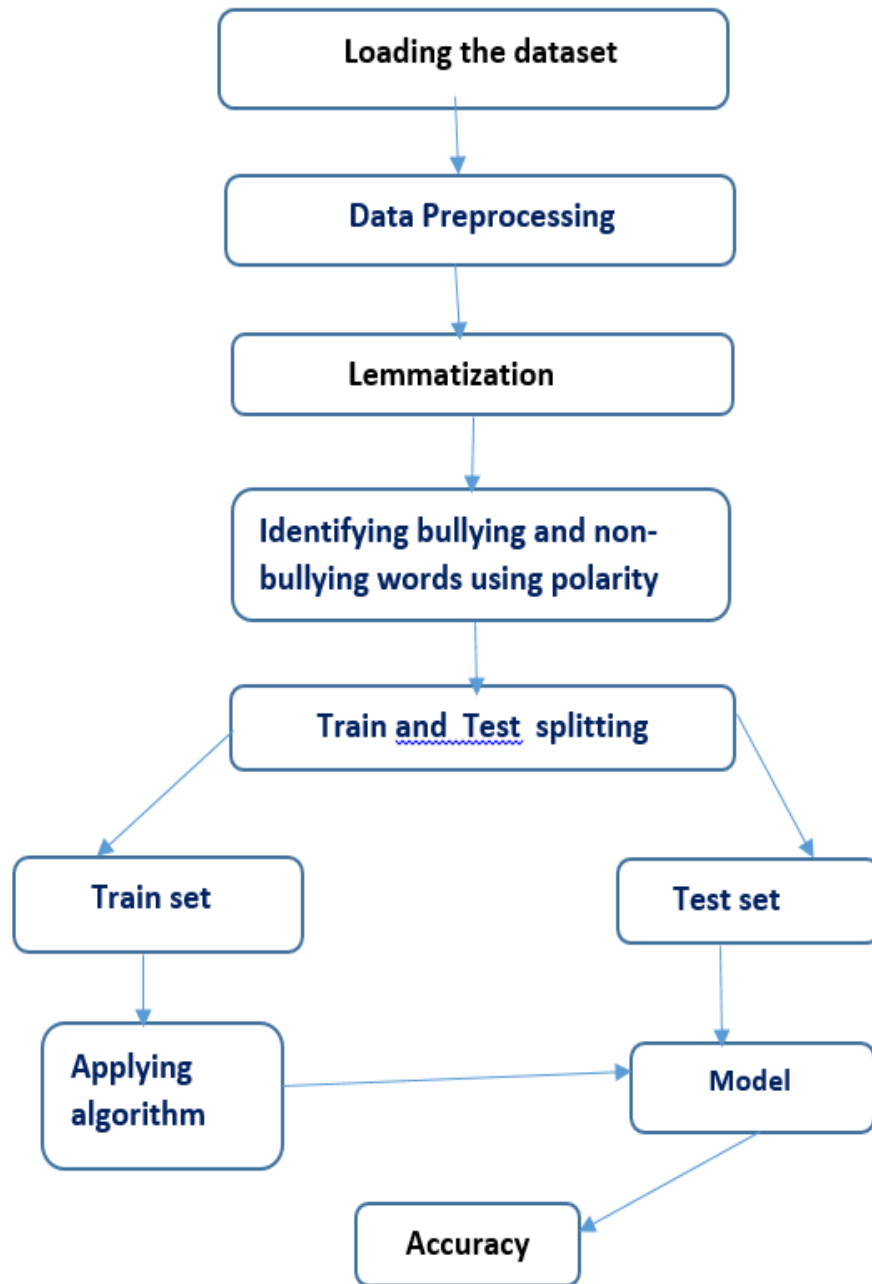 Loading the dataset
Data Preprocessing
Lemmatization
Identifying bullying and non-
bullying words using polarity
Train and Test splitting
Train set
Test set
Applying
algorithm
Model
Accuracy